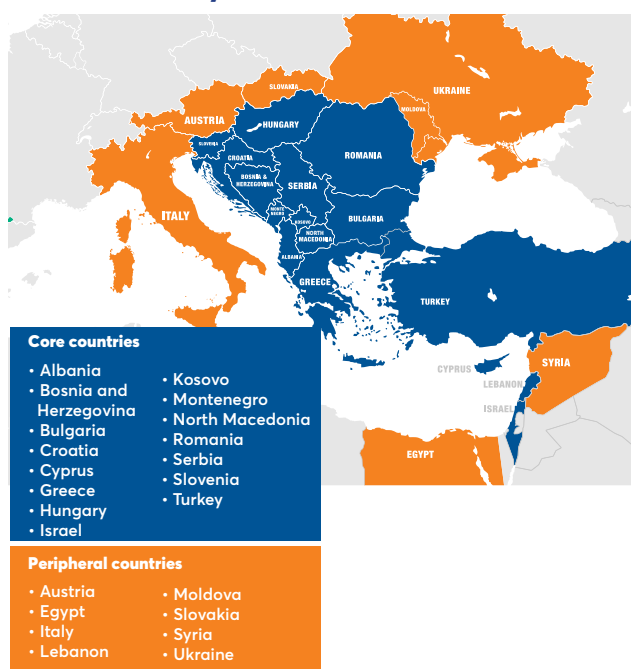 SLOVAKIA
UKRAINE
MOLDOVA
AUSTRIA
HUNGARY
SLOVENIA
CROATIA
ROMANIA
BOSNIA &
HERZEGOVINA
SERBIA
ITALY
MONTE
NEGRO
KOSOVO
BULGARIA
NORTH
MACEDONIA
ALBANIA
GREECE
TURKEY
CYPRUS
SYRIA
LEBANON
ISRAEL
EGYPT
Core countries
• Albania
• Bosnia and
Herzegovina
• Bulgaria
• Croatia
• Cyprus
• Greece
• Hungary
• Israel
• Kosovo
• Montenegro
• North Macedonia
• Romania
• Serbia
• Slovenia
• Turkey
Peripheral countries
• Austria
• Egypt
• Italy
• Lebanon
• Moldova
• Slovakia
• Syria
• Ukraine